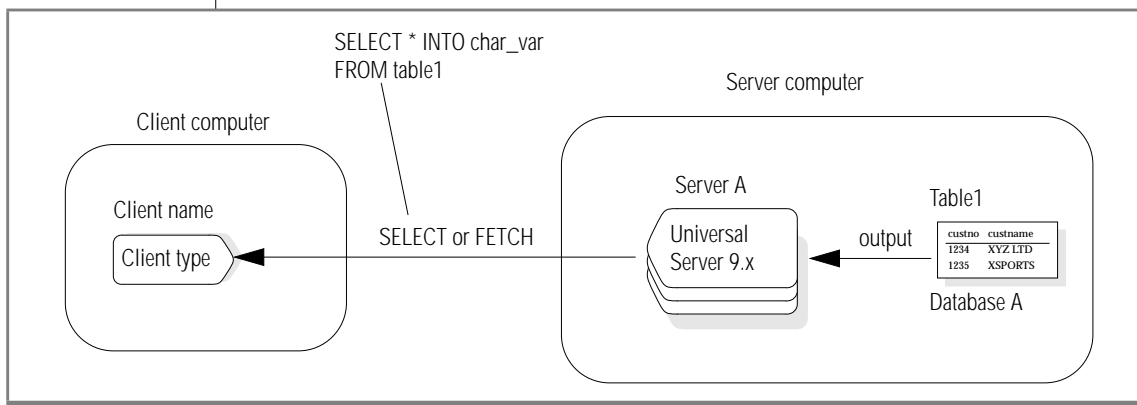 SELECT * INTO char_var
FROM table1
Server computer
Client computer
Server A
Table1
Client name
custno custname
Universal
1234 XYZ LTD
SELECT or FETCH
output
Client type
Server 9.x
1235 XSPORTS
Database A